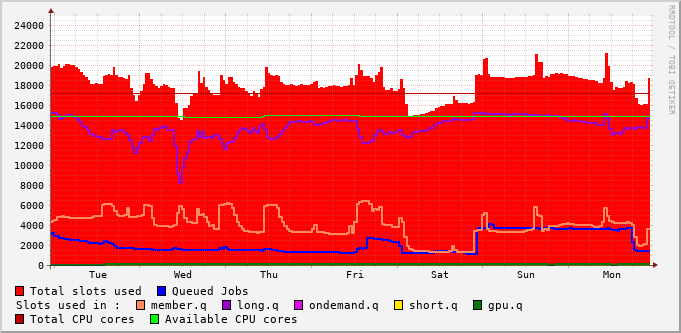 RRDTOOL / TOBI OETIKER
24000
22000
20000
18000
16000
14000
12000
10000
8000
6000
4000
2000
0
Tue Wed Thu Fri Sat Sun Mon
Total slots used Queued Jobs
Slots used in : member.q long.q ondemand.q short.q gpu.q
Total CPU cores Available CPU cores